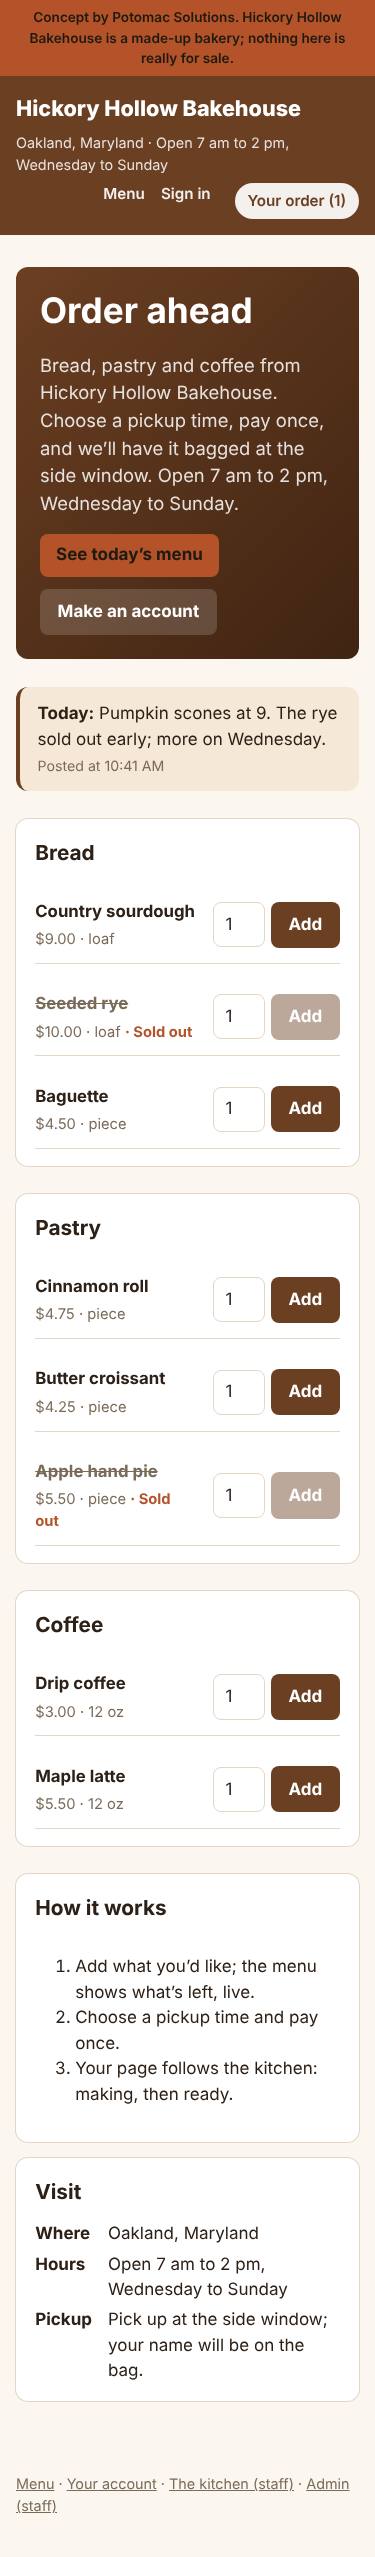 Concept by Potomac Solutions. Hickory Hollow
Bakehouse is a made-up bakery; nothing here is
really for sale.
Hickory Hollow Bakehouse
Oakland, Maryland · Open 7 am to 2 pm,
Wednesday to Sunday
Menu Sign in Your order (1)
Order ahead
Bread, pastry and coffee from
Hickory Hollow Bakehouse.
Choose a pickup time, pay once,
and we’ll have it bagged at the
side window. Open 7 am to 2 pm,
Wednesday to Sunday.
See today’s menu
Make an account
Today: Pumpkin scones at 9. The rye
sold out early; more on Wednesday.
Posted at 10:41 AM
Bread
Country sourdough
$9.00 · loaf
1 Add
Seeded rye
$10.00 · loaf · Sold out
1 Add
Baguette
$4.50 · piece
1 Add
Pastry
Cinnamon roll
$4.75 · piece
1 Add
Butter croissant
$4.25 · piece
1 Add
Apple hand pie
$5.50 · piece · Sold
out
1 Add
Coffee
Drip coffee
$3.00 · 12 oz
1 Add
Maple latte
$5.50 · 12 oz
1 Add
How it works
1. Add what you’d like; the menu
shows what’s left, live.
2. Choose a pickup time and pay
once.
3. Your page follows the kitchen:
making, then ready.
Visit
Where Oakland, Maryland
Hours Open 7 am to 2 pm,
Wednesday to Sunday
Pickup Pick up at the side window;
your name will be on the
bag.
Menu · Your account · The kitchen (staff) · Admin
(staff)